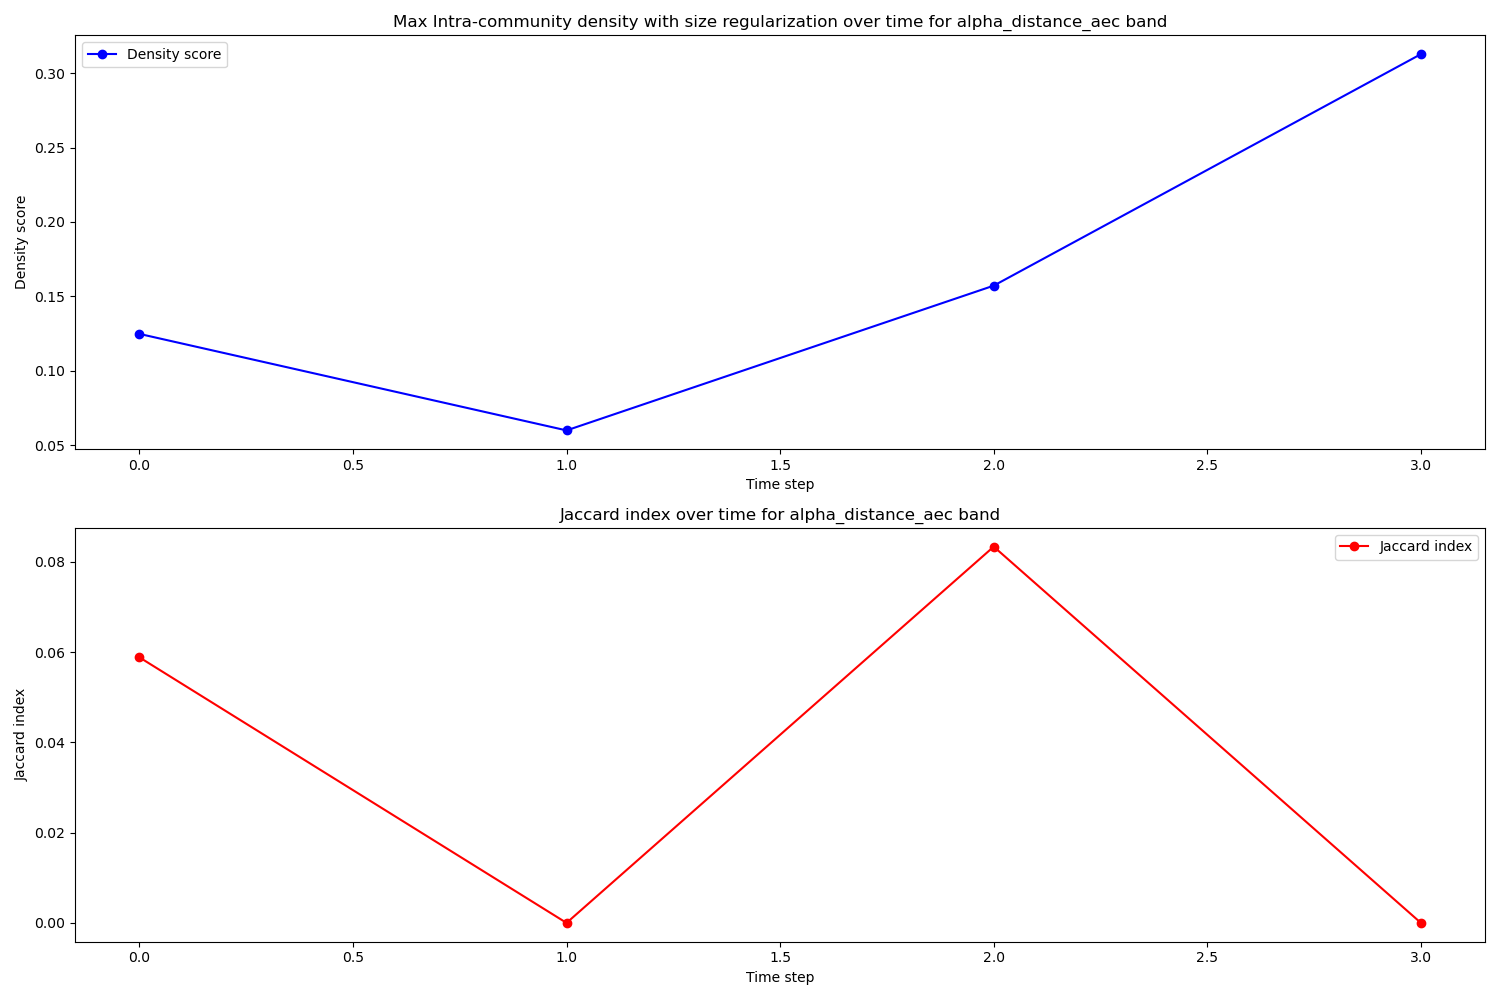 Max Intra-community density with size regularization over time for alpha_distance_aec band
Density score
0.30
0.25
0.20
0.15
0.10
0.05
Density score
0.0 0.5 1.0 1.5 2.0 2.5 3.0
Time step
Jaccard index over time for alpha_distance_aec band
Jaccard index
0.08
0.06
0.04
0.02
0.00
Jaccard index
0.0 0.5 1.0 1.5 2.0 2.5 3.0
Time step